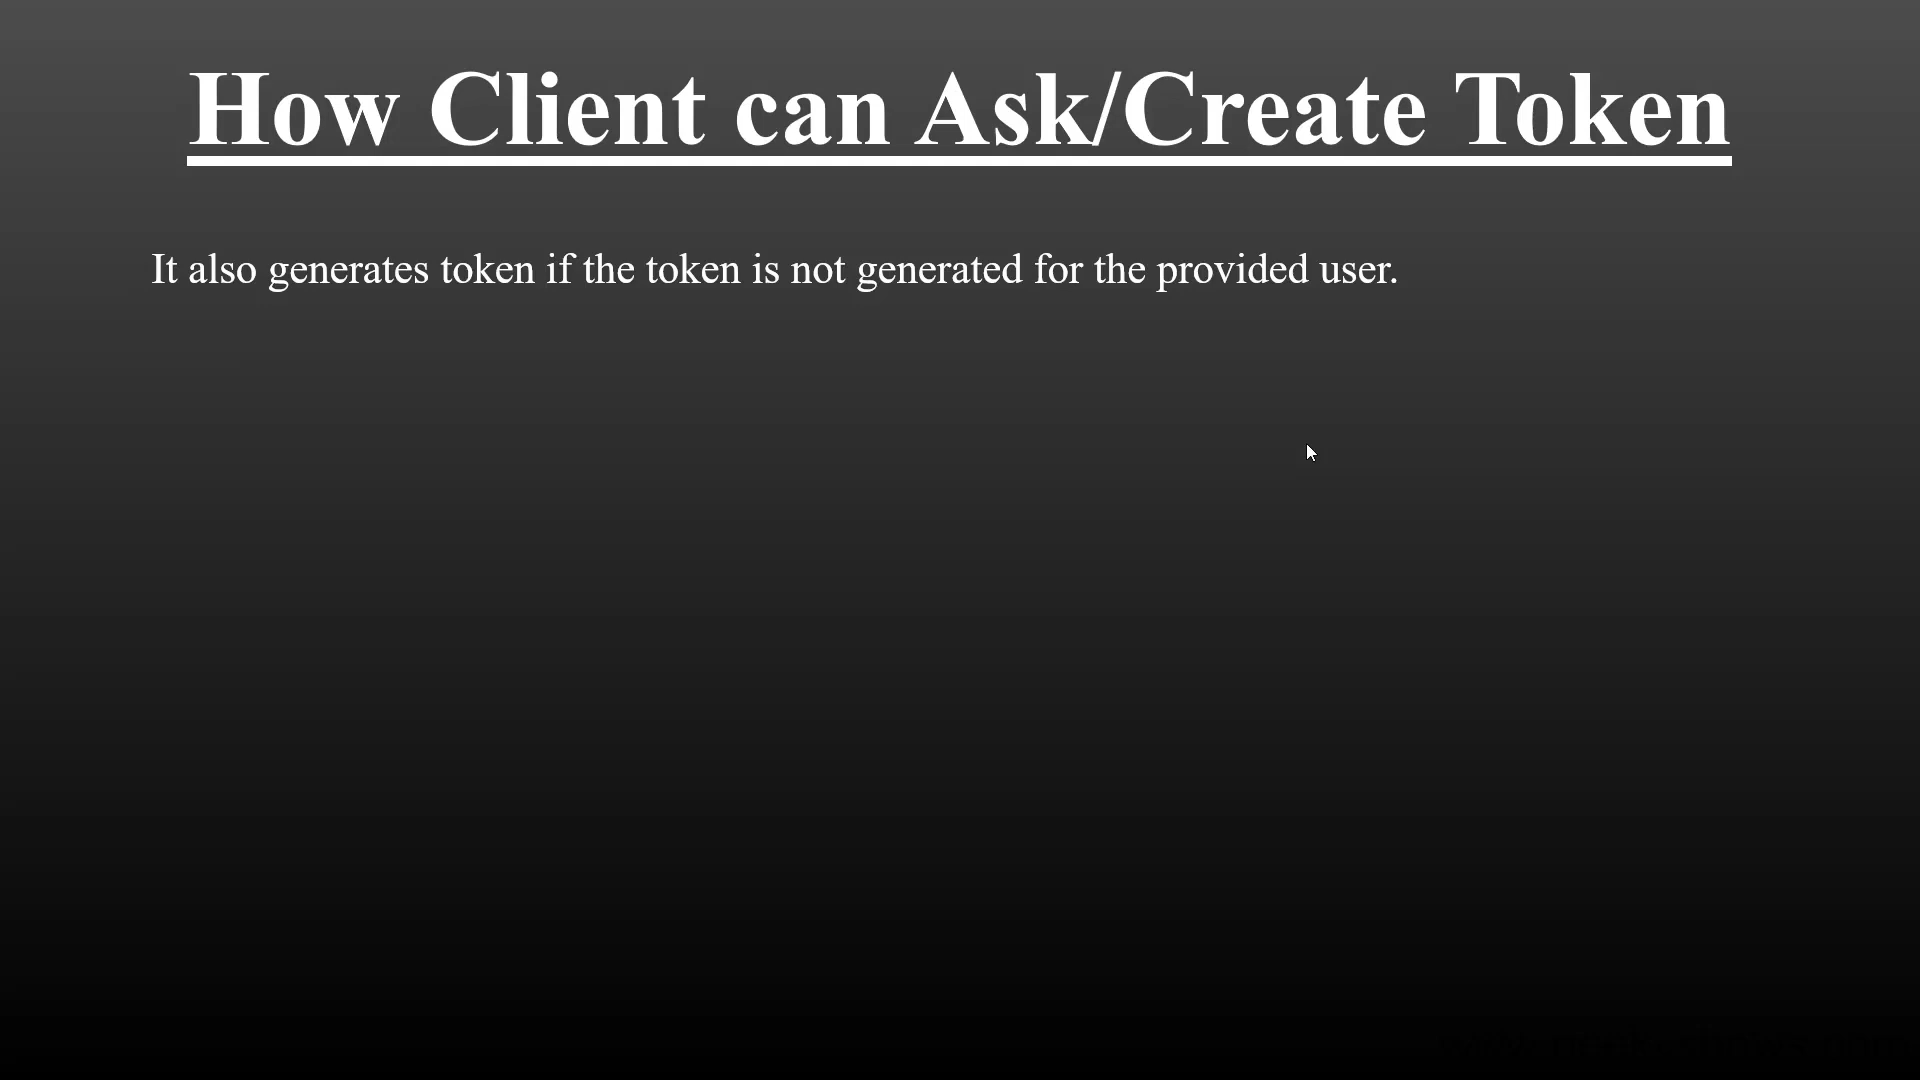 How Client can Ask/Create Token
It also generates token if the token is not generated for the provided user.